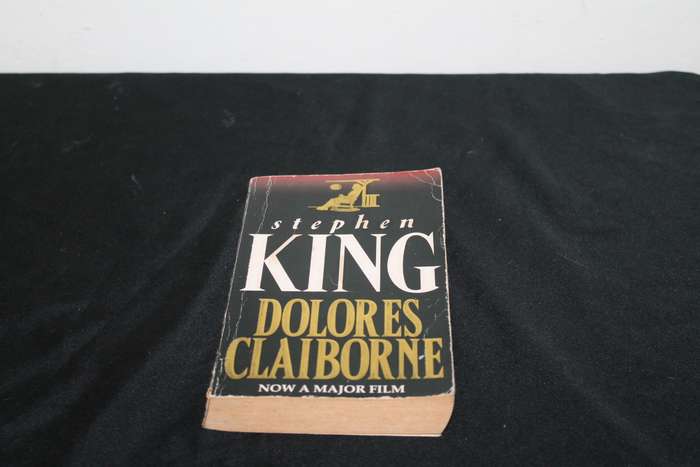 stephen
KING
DOLORES
CLAIBORNE
NOW A MAJOR FILM